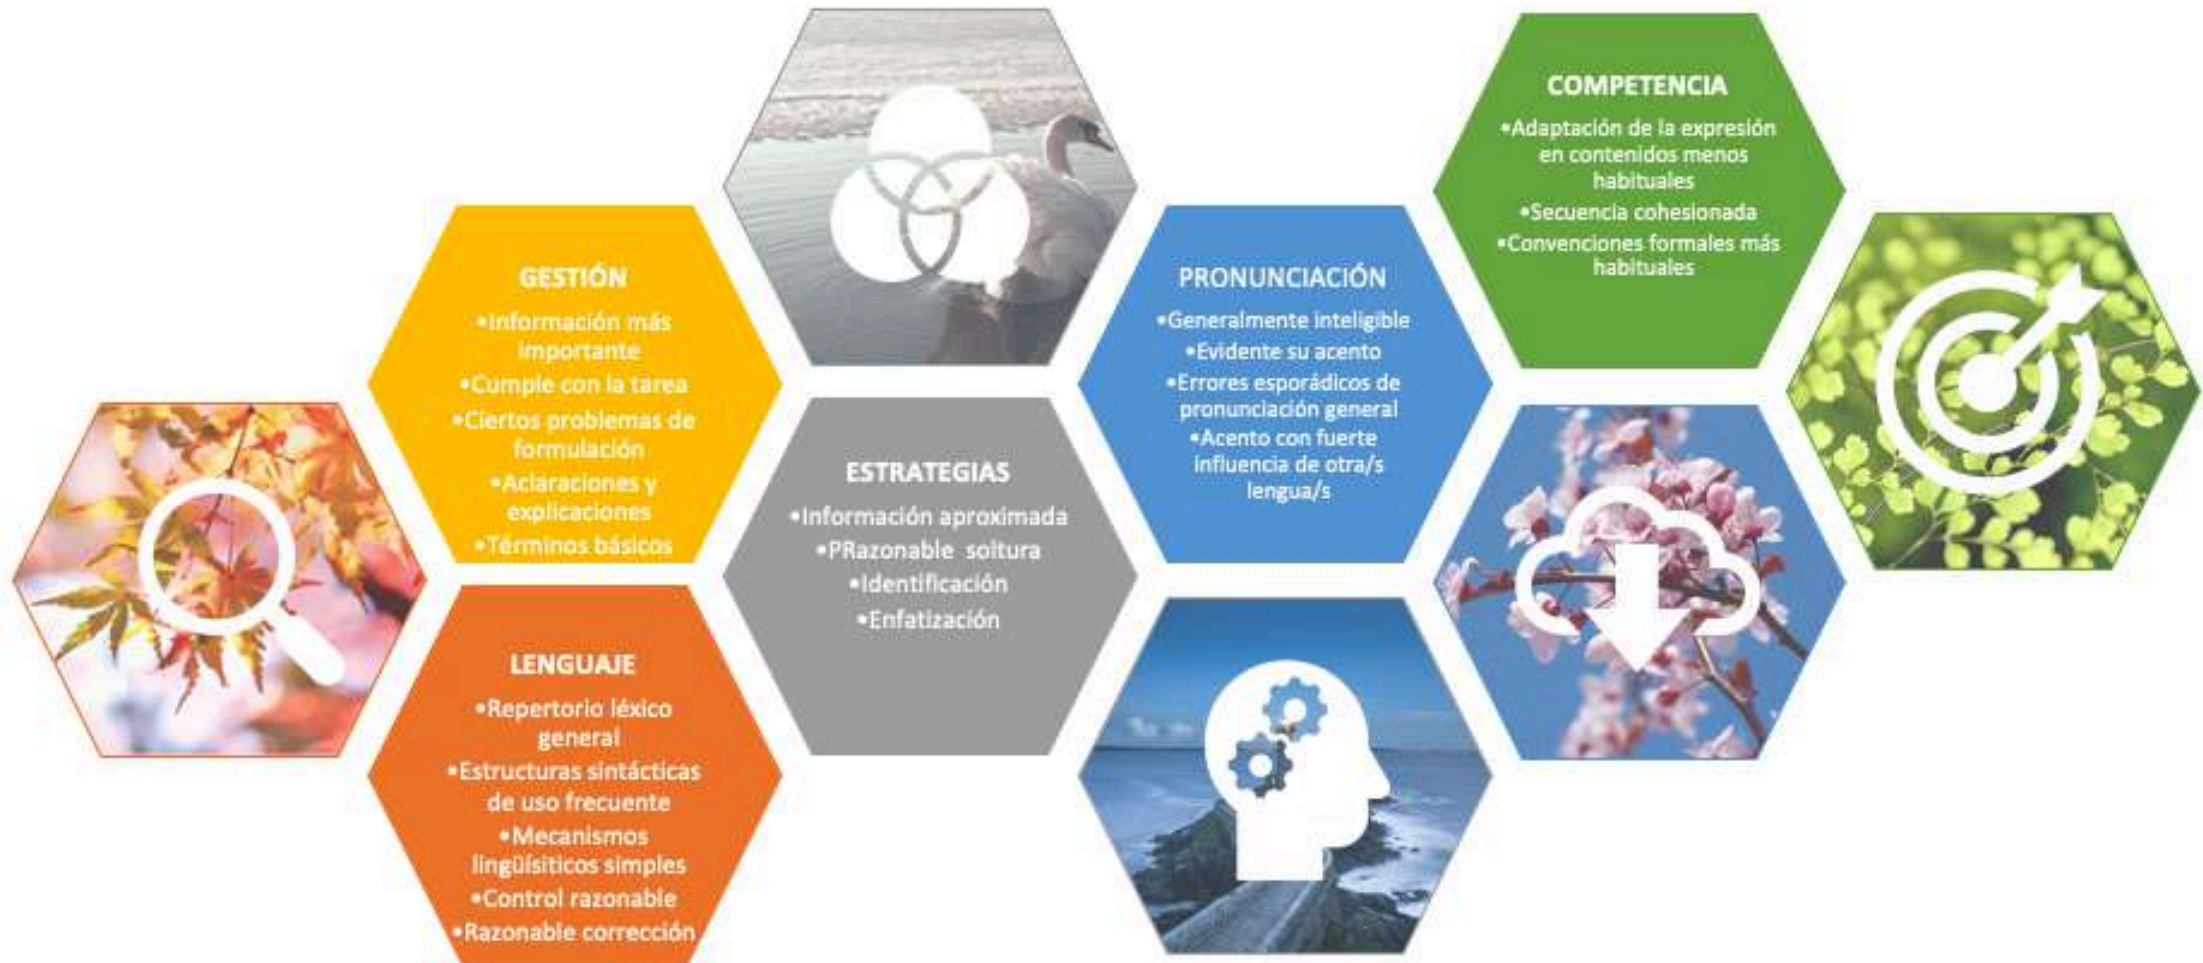 GESTIÓN
•Información más
importante
•Cumple con la tarea
•Ciertos problemas de
formulación
•Aclaraciones y
explicaciones
•Términos básicos
LENGUAJE
•Repertorio léxico
general
•Estructuras sintácticas
de uso frecuente
•Mecanismos
lingüísiticos simples
•Control razonable
•Razonable corrección
ESTRATEGIAS
•Información aproximada
•PRazonable soltura
•Identificación
•Enfatización
PRONUNCIACIÓN
•Generalmente inteligible
•Evidente su acento
•Errores esporádicos de
pronunciación general
•Acento con fuerte
influencia de otra/s
lengua/s
COMPETENCIA
•Adaptación de la expresión
en contenidos menos
habituales
•Secuencia cohesionada
•Convenciones formales más
habituales